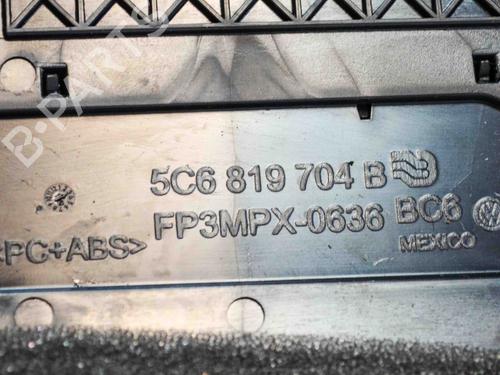 B-PARTS
5C6 819 704 B
FP3MPX-0636 BC6
<PC+ABS> MEXICO